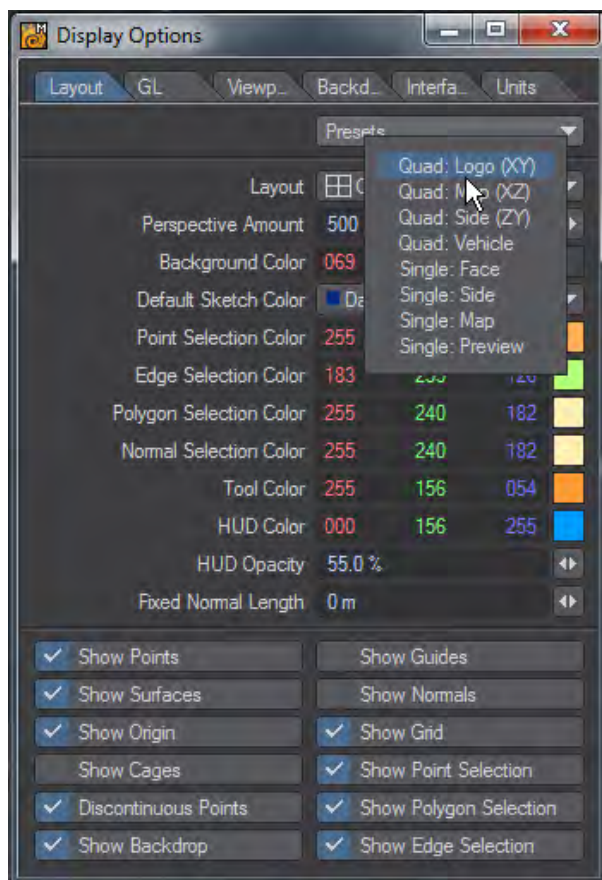 Display Options
Layout GL Viewp... Backd... Interfa... Units
Presets
Quad: Logo (XY)
Quad: Map (XZ)
Quad: Side (ZY)
Quad: Vehicle
Single: Face
Single: Side
Single: Map
Single: Preview
Layout
Perspective Amount 500
Background Color 069
Default Sketch Color
Point Selection Color 255
Edge Selection Color 183
Polygon Selection Color 255 240 182
Normal Selection Color 255 240 182
Tool Color 255 156 054
HUD Color 000 156 255
HUD Opacity 55.0 %
Fixed Normal Length 0 m
Show Points Show Guides
Show Surfaces Show Normals
Show Origin Show Grid
Show Cages Show Point Selection
Discontinuous Points Show Polygon Selection
Show Backdrop Show Edge Selection